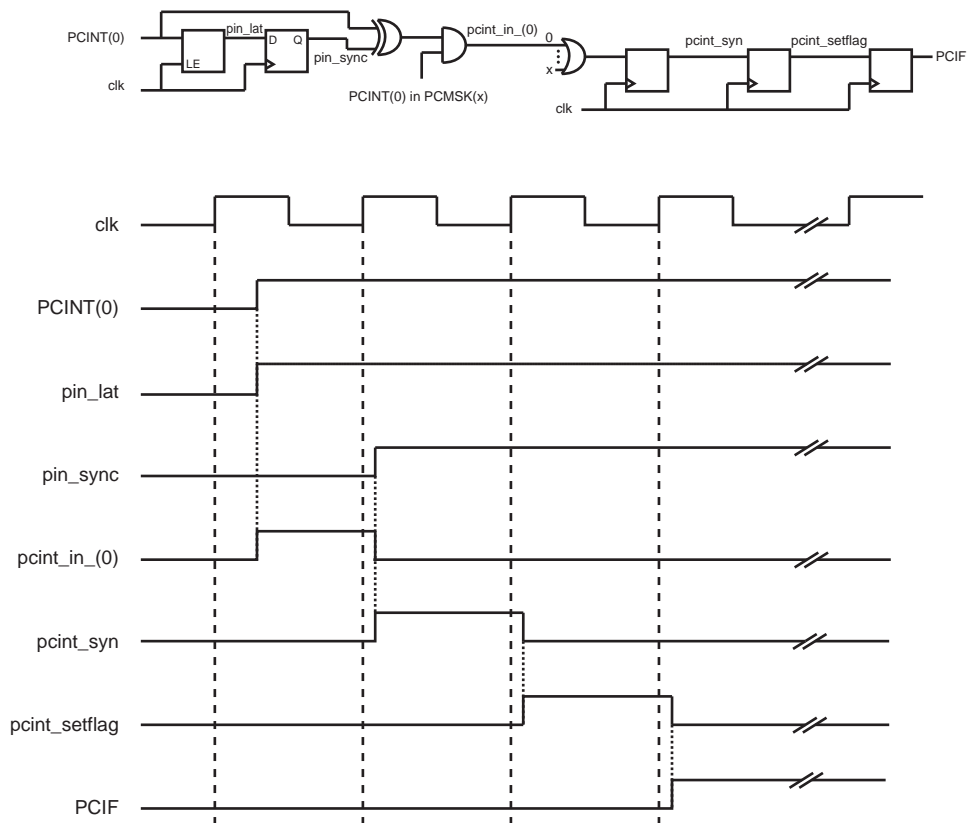 PCINT(0)
LE
clk
pin_lat
D Q
pin_sync
PCINT(0) in PCMSK(x)
pcint_in_(0)
0
x
clk
pcint_syn
pcint_setflag
PCIF
clk
PCINT(0)
pin_lat
pin_sync
pcint_in_(0)
pcint_syn
pcint_setflag
PCIF